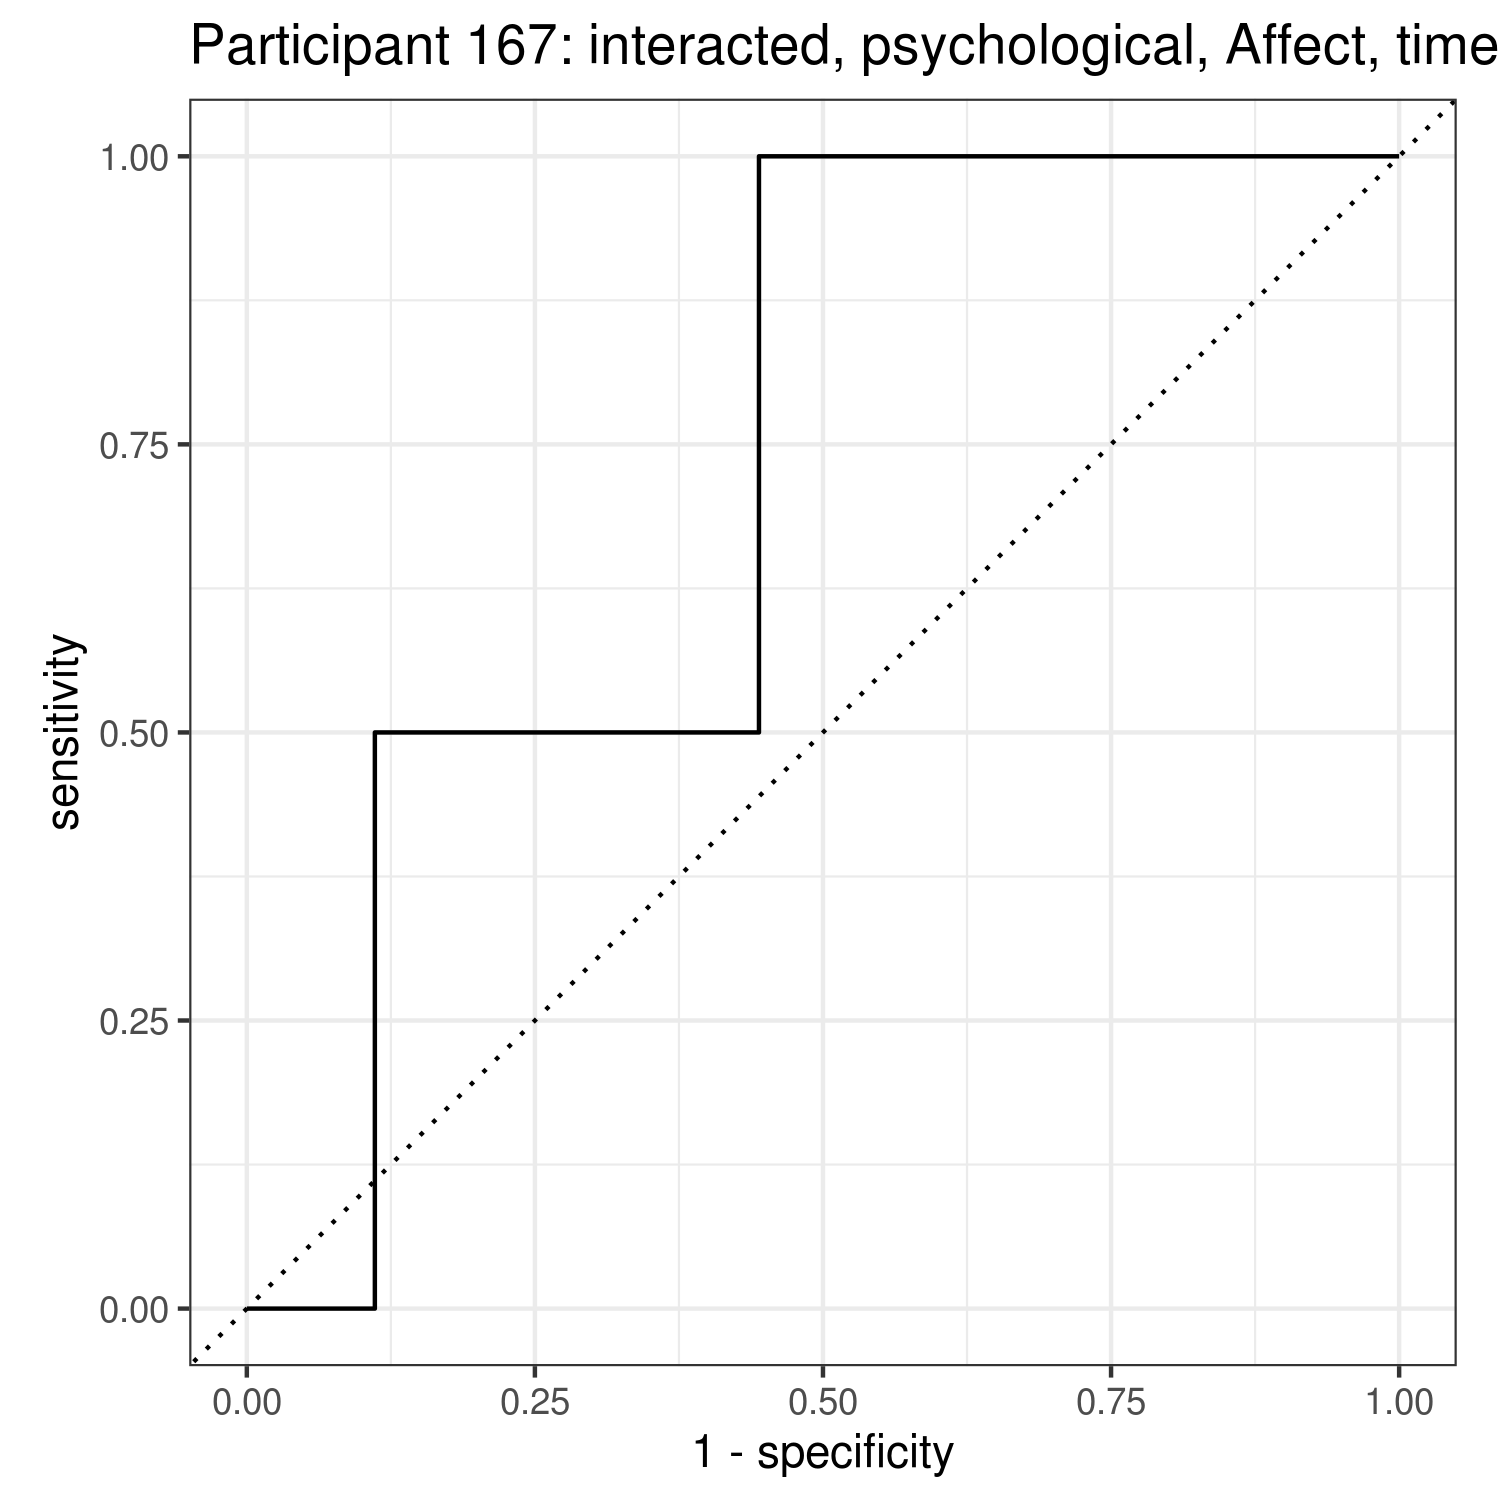 Participant 167: interacted, psychological, Affect, time
1.00
0.75
0.50
0.25
0.00
sensitivity
0.00 0.25 0.50 0.75 1.00
1 - specificity